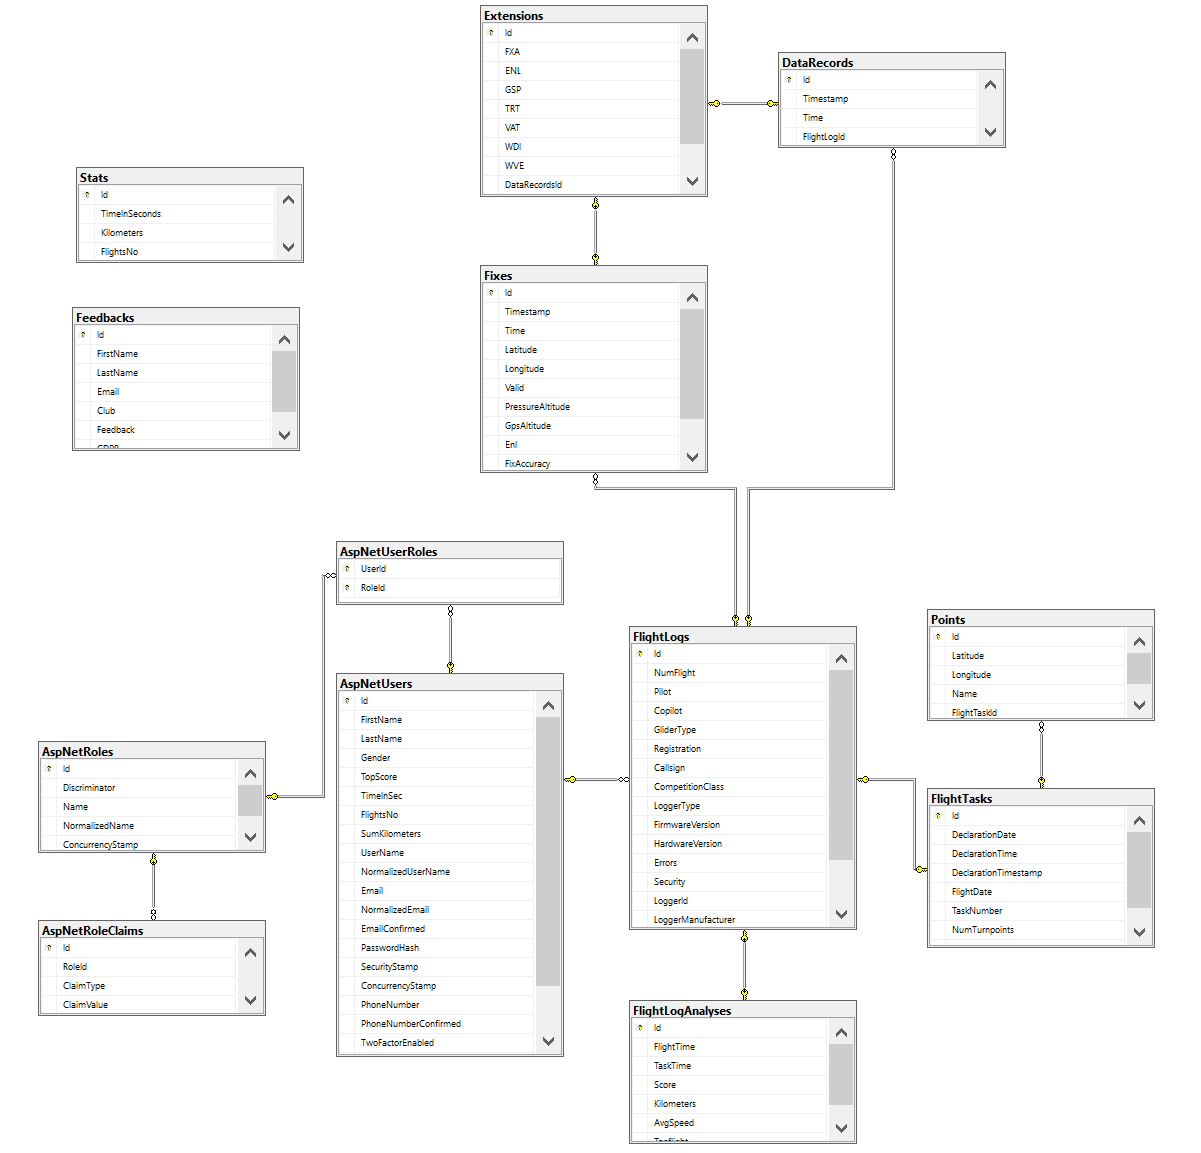 Extensions
Id
FXA
ENL
GSP
TRT
VAT
WDI
WVE
DataRecordsId
DataRecords
Id
Timestamp
Time
FlightLogId
Stats
Id
TimeInSeconds
Kilometers
FlightsNo
Fixes
Id
Timestamp
Time
Latitude
Longitude
Valid
PressureAltitude
GpsAltitude
Enl
FixAccuracy
Feedbacks
Id
FirstName
LastName
Email
Club
Feedback
GDPR
AspNetUserRoles
UserId
RoleId
FlightLogs
Id
NumFlight
Pilot
Copilot
GliderType
Registration
Callsign
CompetitionClass
LoggerType
FirmwareVersion
HardwareVersion
Errors
Security
LoggerId
LoggerManufacturer
Points
Id
Latitude
Longitude
Name
FlightTaskId
AspNetUsers
Id
FirstName
LastName
Gender
TopScore
TimeInSec
FlightsNo
SumKilometers
UserName
NormalizedUserName
Email
NormalizedEmail
EmailConfirmed
PasswordHash
SecurityStamp
ConcurrencyStamp
PhoneNumber
PhoneNumberConfirmed
TwoFactorEnabled
AspNetRoles
Id
Discriminator
Name
NormalizedName
ConcurrencyStamp
FlightTasks
Id
DeclarationDate
DeclarationTime
DeclarationTimestamp
FlightDate
TaskNumber
NumTurnpoints
AspNetRoleClaims
Id
RoleId
ClaimType
ClaimValue
FlightLogAnalyses
Id
FlightTime
TaskTime
Score
Kilometers
AvgSpeed